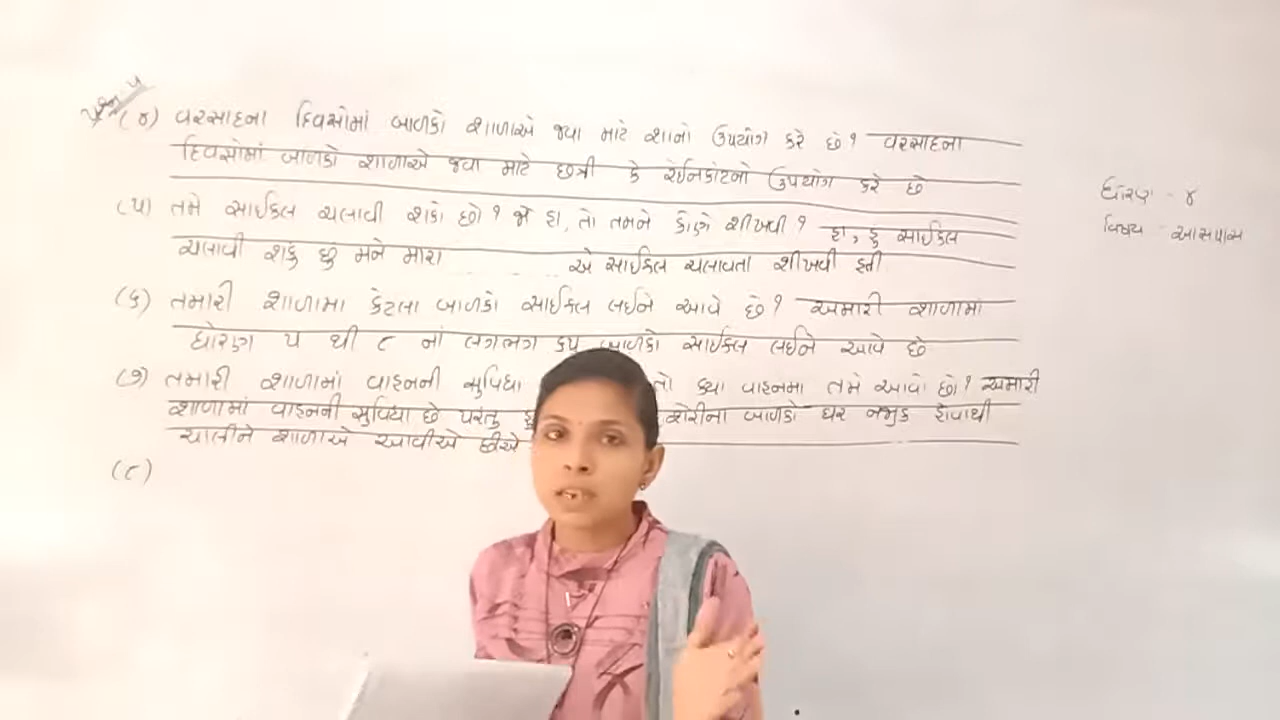 પ્રશ્ન ૫
(૪) વરસાદના દિવસોમાં બાળકો શાળાએ જવા માટે શાનો ઉપયોગ કરે છે? વરસાદના
દિવસોમાં બાળકો શાળાએ જવા માટે છત્રી કે રેઈનકોટનો ઉપયોગ કરે છે
(૫) તમે સાઈકલ ચલાવી શકો છો? જો હા, તો તમને કોણે શીખવી? હા, હુ સાઈકલ
ચલાવી શકુ છુ મને મારા એ સાઈકલ ચલાવતા શીખવી હતી
(૬) તમારી શાળામા કેટલા બાળકો સાઈકલ લઈને આવે છે? અમારી શાળામાં
ધોરણ ૫ થી ૮ નાં લગભગ બાળકો સાઈકલ લઈને આવે છે
(૭) તમારી શાળામાં વાહનની સુવિધા તો ક્યા વાહનમા તમે આવો છો? અમારી
શાળામાં વાહનની સુવિધા છે પરંતુ શેરીના બાળકો ઘર નજીક હોવાથી
ચાલીને શાળાએ આવીએ છીએ
(૮)
ધોરણ - ૪
વિષય - આસપાસ